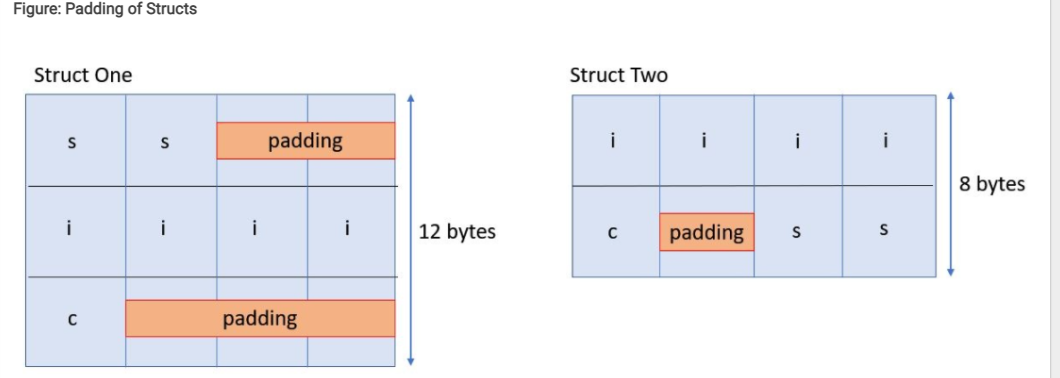 Figure: Padding of Structs
Struct One
s s padding
i i i i
c padding
12 bytes
Struct Two
i i i i
c padding s s
8 bytes